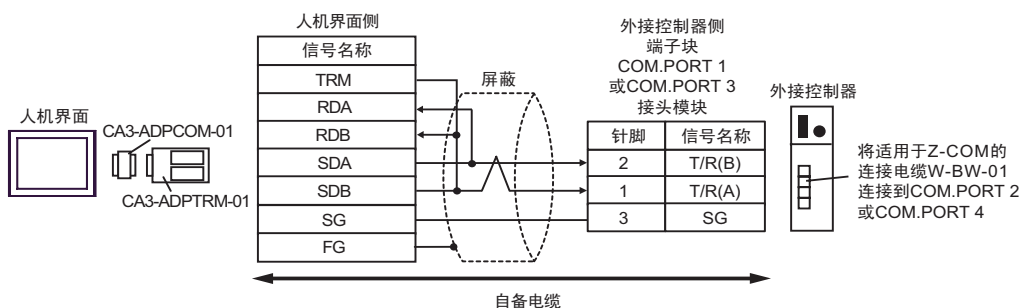 人机界面
CA3-ADPCOM-01
CA3-ADPTRM-01
人机界面侧
信号名称
TRM
RDA
RDB
SDA
SDB
SG
FG
屏蔽
外接控制器侧
端子块
COM.PORT 1
或COM.PORT 3
接头模块
针脚 信号名称
2 T/R(B)
1 T/R(A)
3 SG
外接控制器
将适用于Z-COM的
连接电缆W-BW-01
连接到COM.PORT 2
或COM.PORT 4
自备电缆